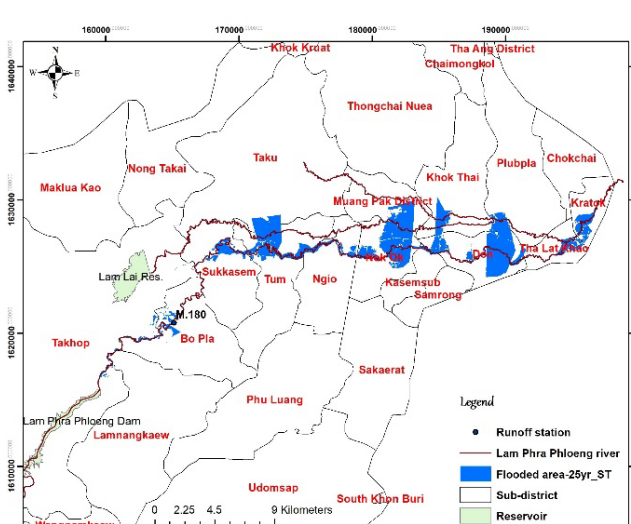 160000
170000
180000
190000
Khok Kruat
Tha Ang District
1640000
N
W
E
S
Chaimongkol
Thongchai Nuea
Taku
Nong Takai
Plubpla
Chokchai
Maklua Kao
Khok Thai
1630000
Muang Pak District
Kratok
Nok Ok
Don
Tha Lat Khao
Lam Lai Res.
Sukkasem
Tum
Ngio
Kasemsub
Samrong
M.180
1620000
Takhop
Bo Pla
Sakaerat
Phu Luang
Legend
Lam Phra Phloeng Dam
Lamnangkaew
Runoff station
Lam Phra Phloeng river
1610000
Flooded area-25yr_ST
Udomsap
South Khon Buri
Sub-district
0 2.25 4.5 9 Kilometers
Reservoir